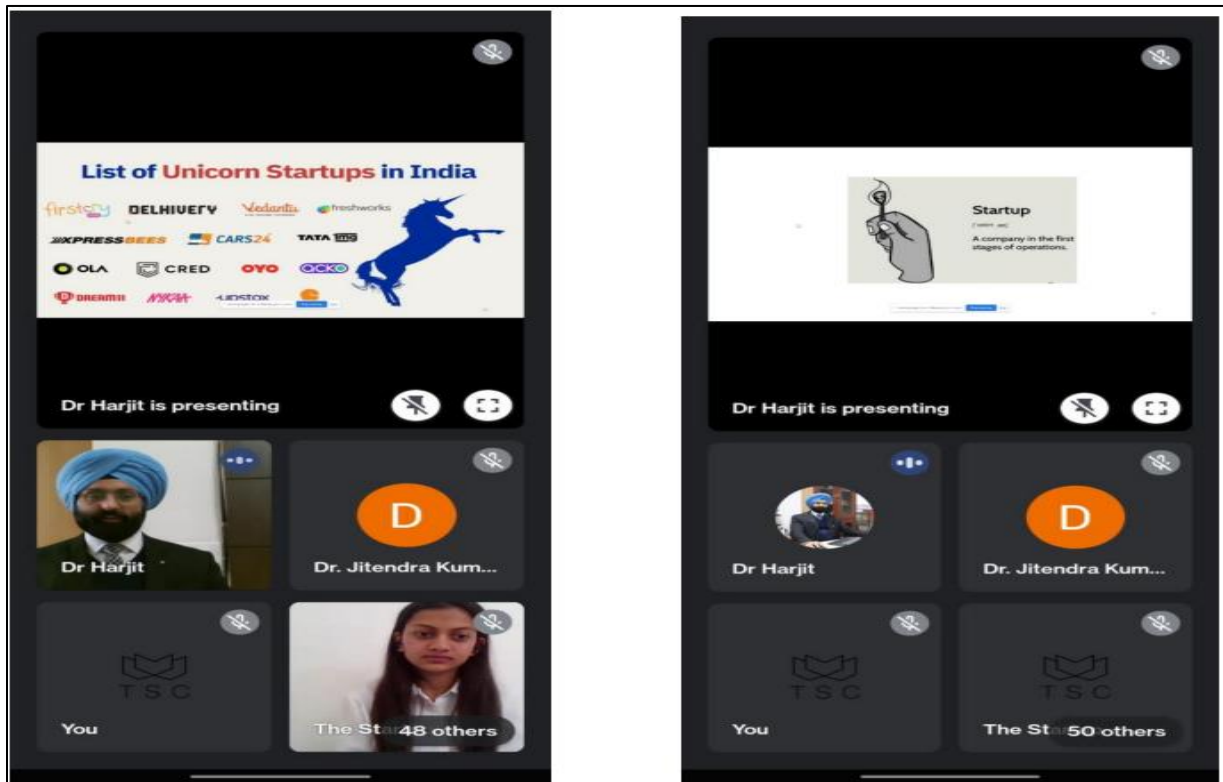 List of Unicorn Startups in India
firstcry DELHIVERY Vedantu freshworks
XPRESSBEES CARS24 TATA 1mg
OLA CRED OYO acko
DREAM11 NYKAA upstox
Dr Harjit is presenting
Dr Harjit
Dr. Jitendra Kum...
TSC
You
The Sta
48 others
Startup
A company in the first
stages of operations.
Dr Harjit is presenting
Dr Harjit
D
Dr. Jitendra Kum...
D
TSC
TSC
You
The St
50 others